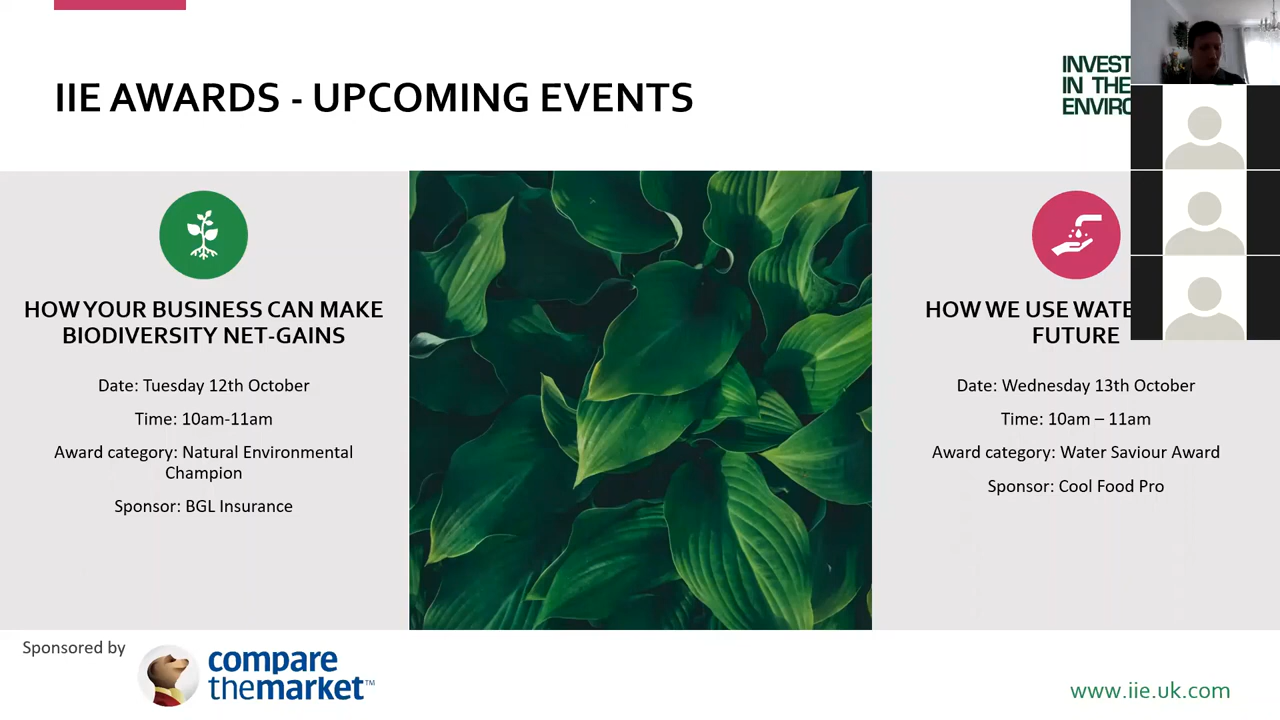 IIE AWARDS - UPCOMING EVENTS
INVEST
IN THE
HOW YOUR BUSINESS CAN MAKE
BIODIVERSITY NET-GAINS
Date: Tuesday 12th October
Time: 10am-11am
Award category: Natural Environmental
Champion
Sponsor: BGL Insurance
HOW WE USE
FUTURE
Date: Wednesday 13th October
Time: 10am – 11am
Award category: Water Saviour Award
Sponsor: Cool Food Pro
Sponsored by
compare
themarket™
www.iie.uk.com